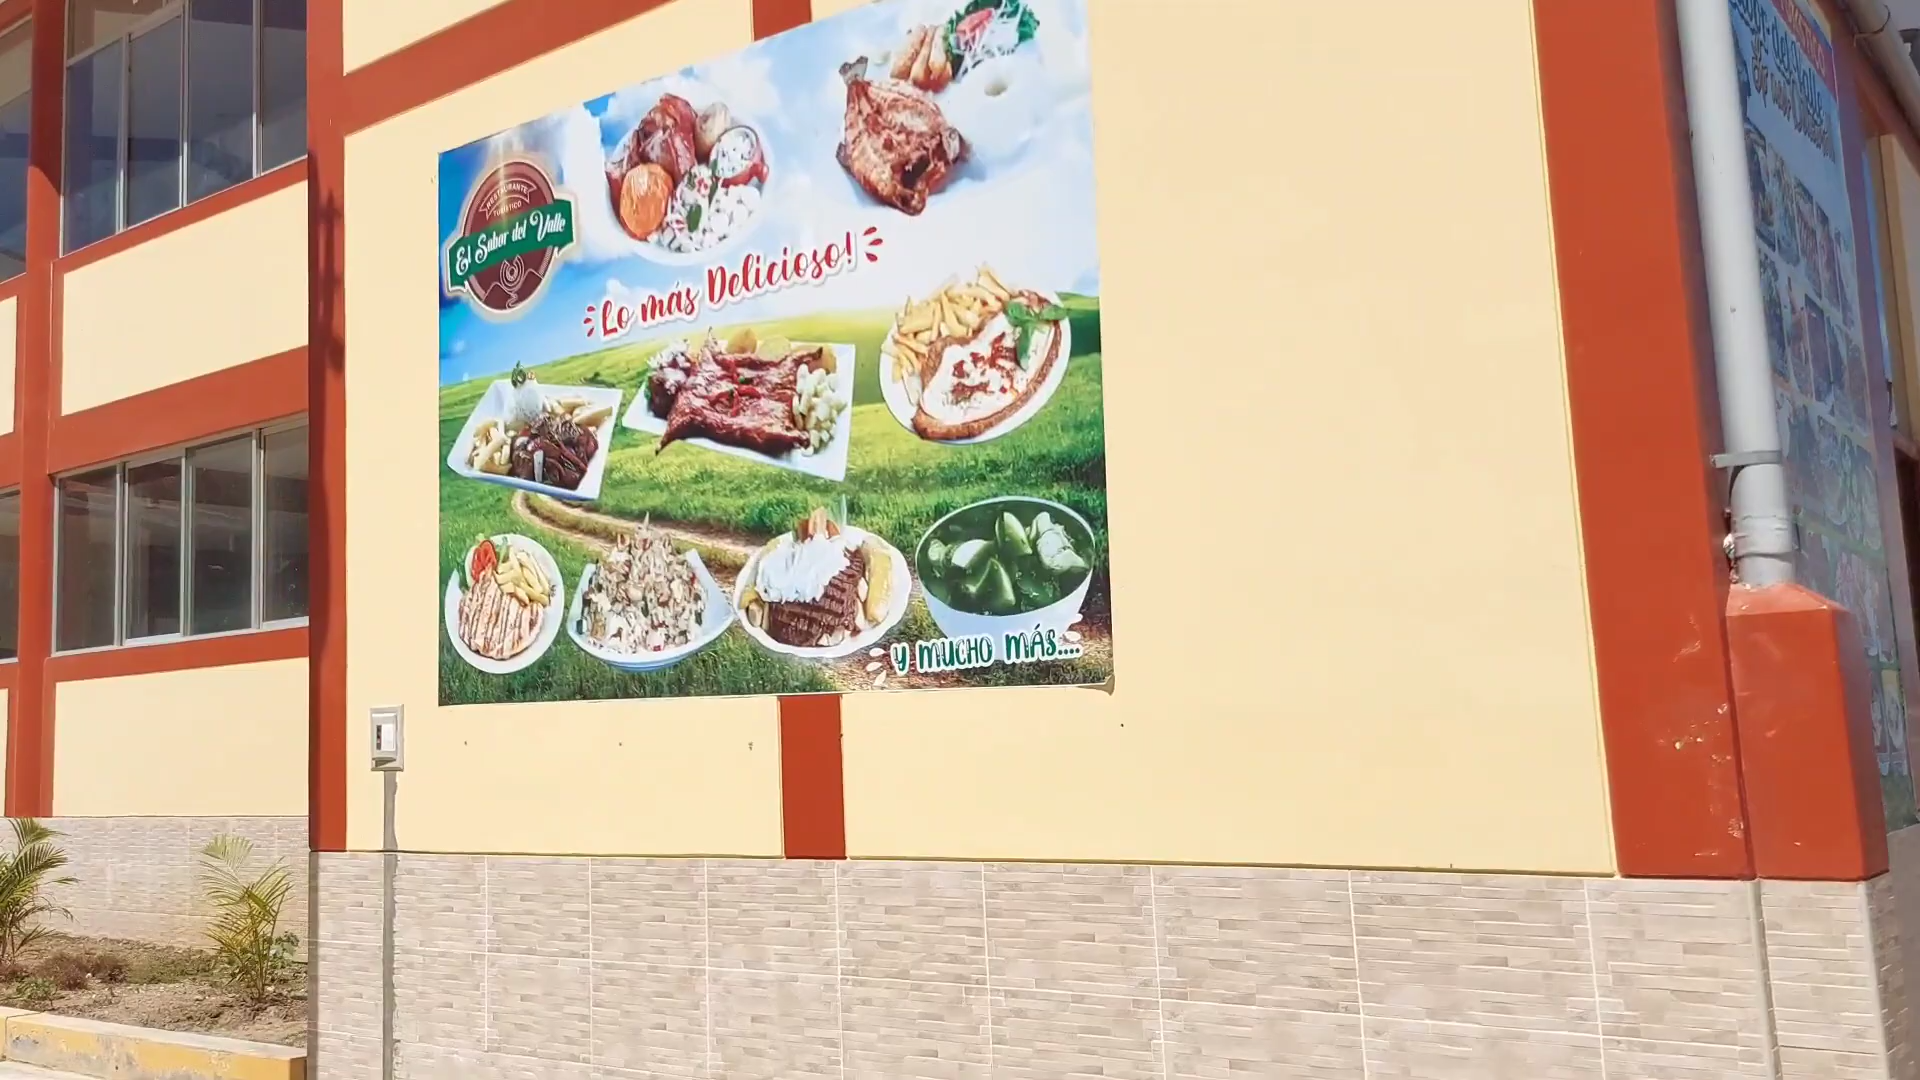 RESTAURANTE
TURÍSTICO
El Sabor del Valle
Lo más Delicioso!
Y MUCHO MÁS....